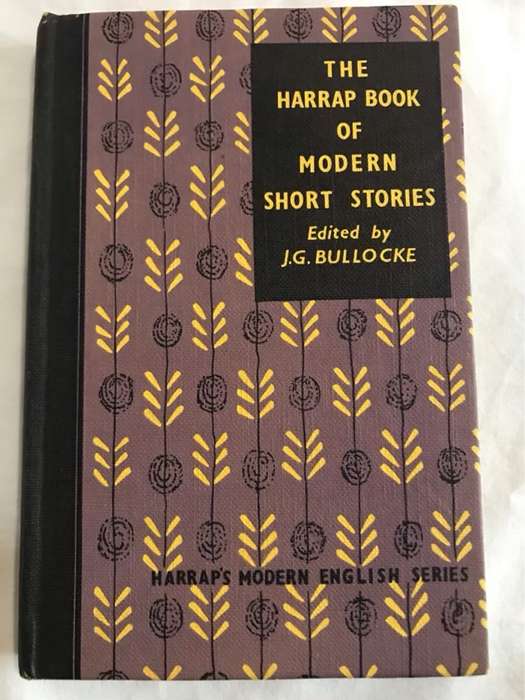 THE
HARRAP BOOK
OF
MODERN
SHORT STORIES
Edited by
J.G. BULLOCKE
HARRAP'S MODERN ENGLISH SERIES